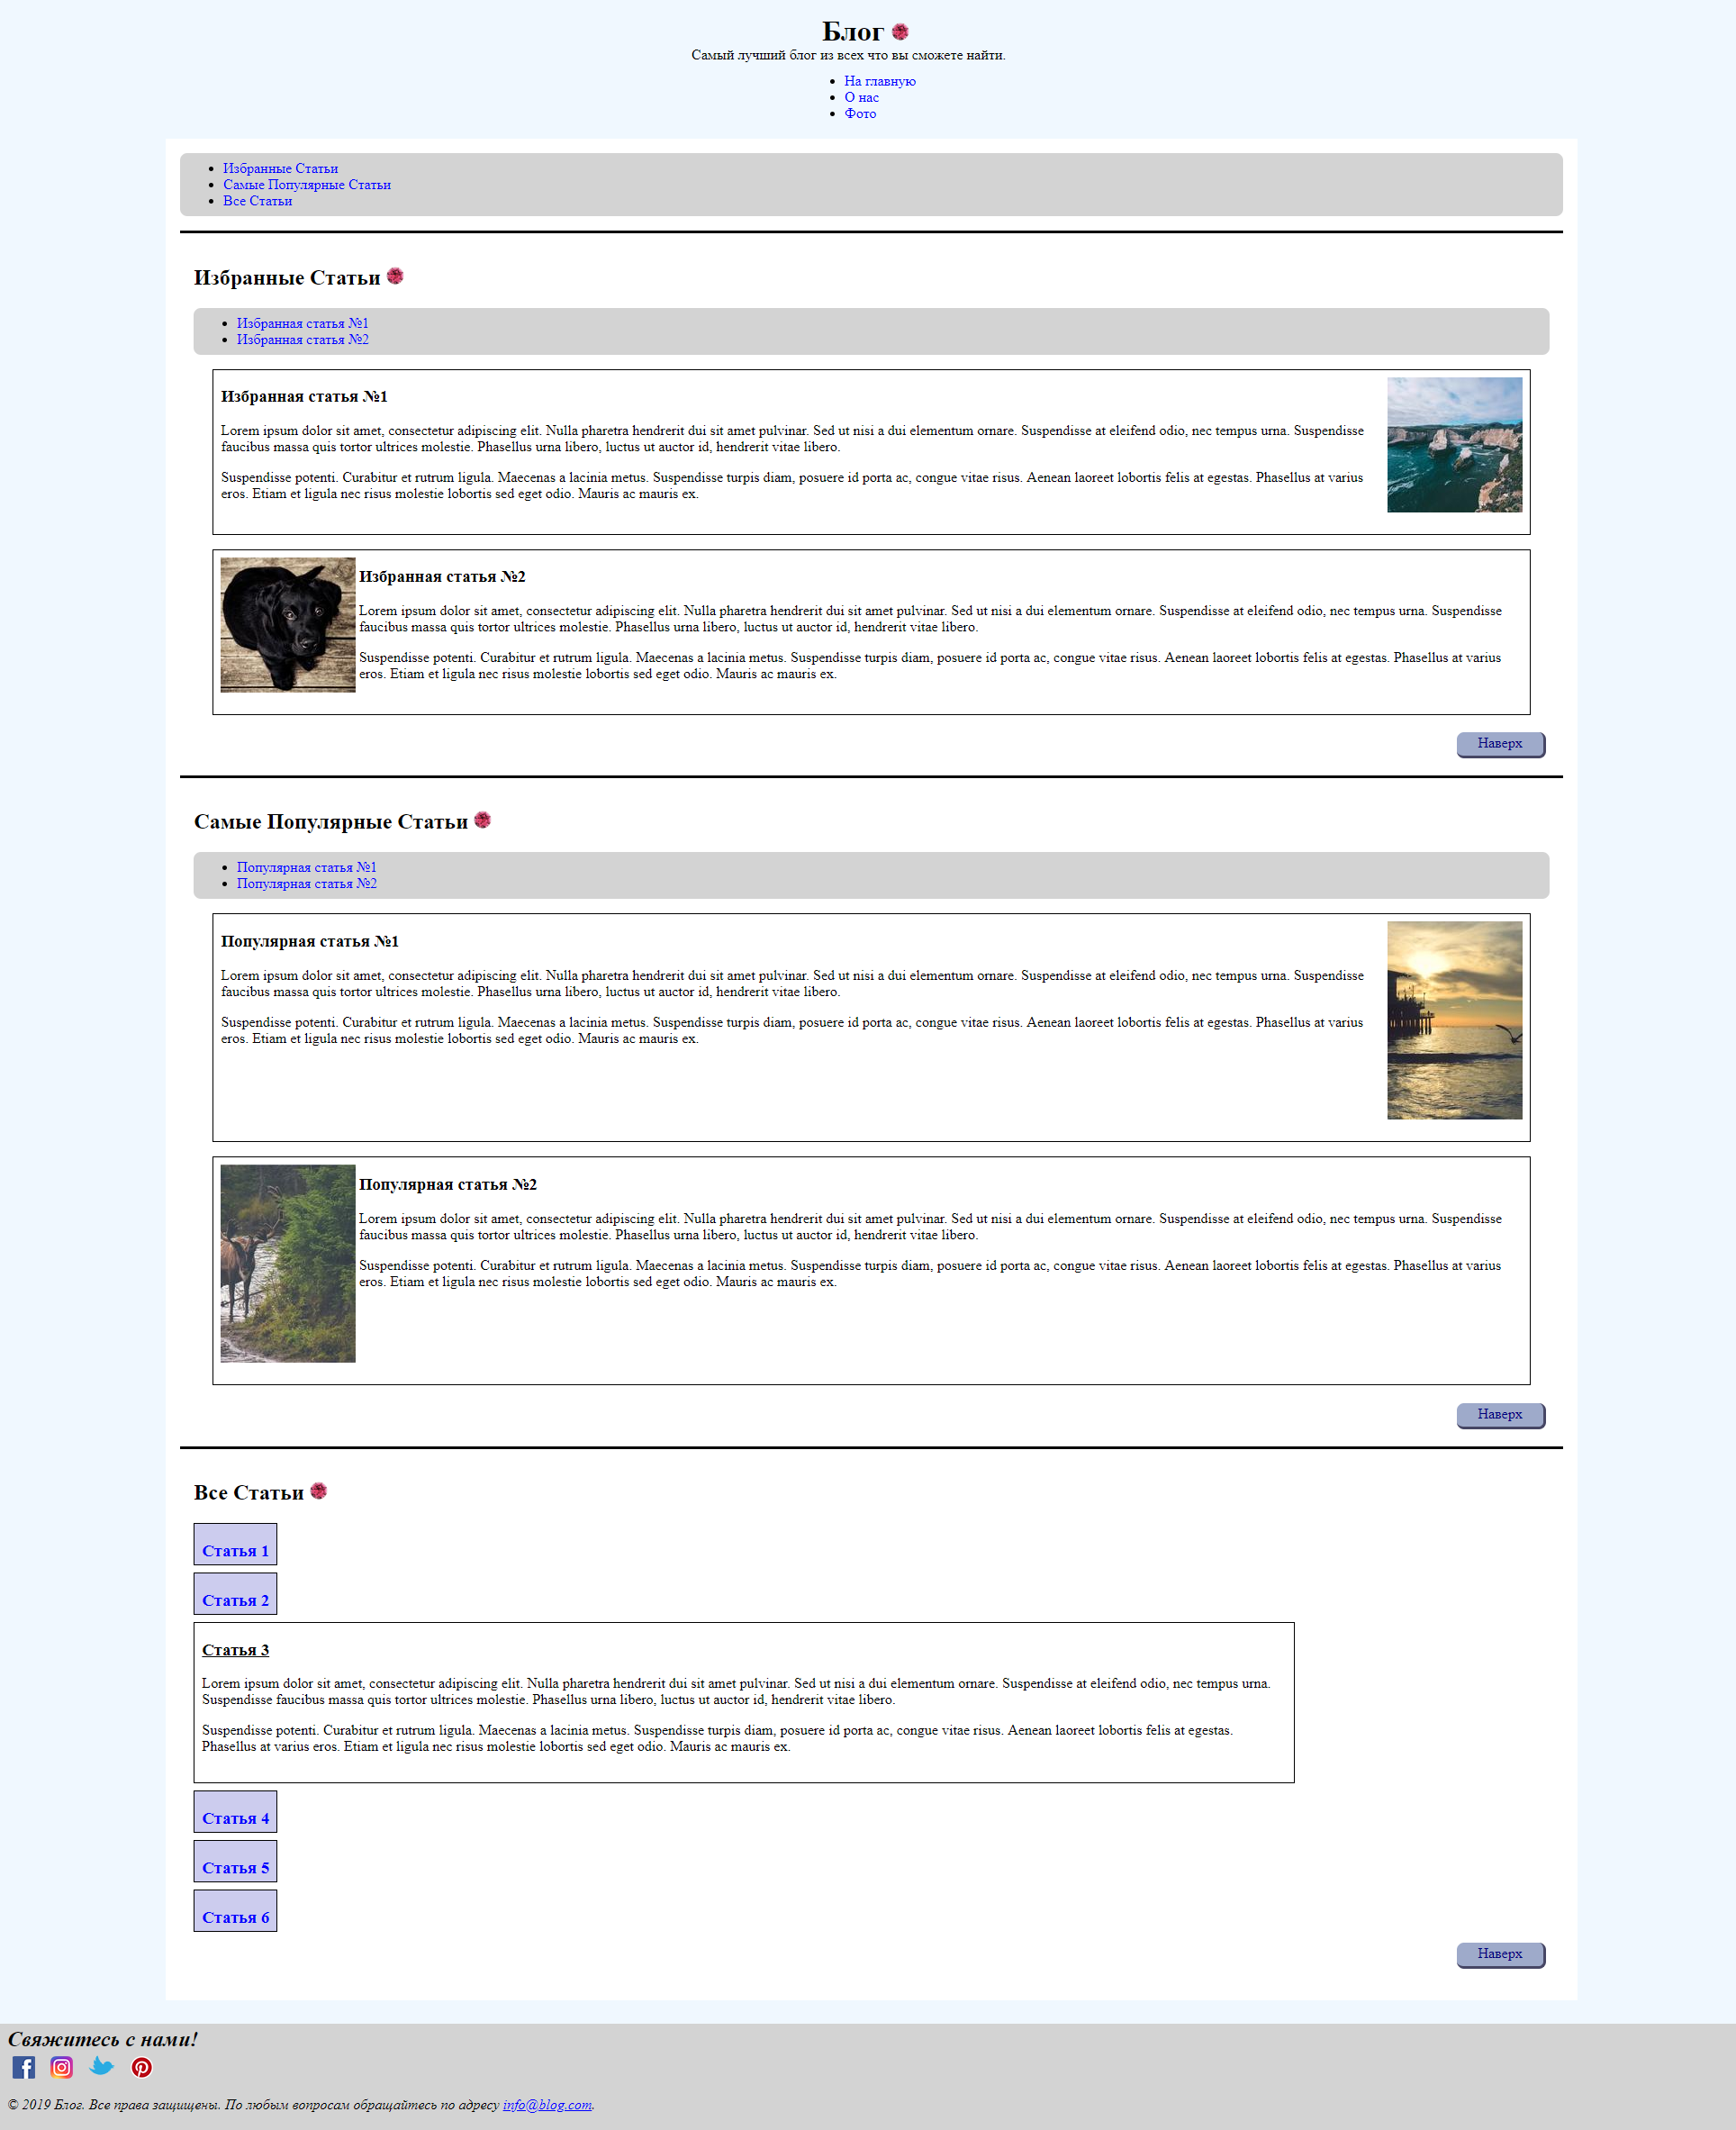 Блог
Самый лучший блог из всех что вы сможете найти.
На главную
О нас
Фото
Избранные Статьи
Самые Популярные Статьи
Все Статьи
Избранные Статьи
Избранная статья №1
Избранная статья №2
Избранная статья №1
Lorem ipsum dolor sit amet, consectetur adipiscing elit. Nulla pharetra hendrerit dui sit amet pulvinar. Sed ut nisi a dui elementum ornare. Suspendisse at eleifend odio, nec tempus urna. Suspendisse
faucibus massa quis tortor ultrices molestie. Phasellus urna libero, luctus ut auctor id, hendrerit vitae libero.
Suspendisse potenti. Curabitur et rutrum ligula. Maecenas a lacinia metus. Suspendisse turpis diam, posuere id porta ac, congue vitae risus. Aenean laoreet lobortis felis at egestas. Phasellus at varius
eros. Etiam et ligula nec risus molestie lobortis sed eget odio. Mauris ac mauris ex.
Избранная статья №2
Lorem ipsum dolor sit amet, consectetur adipiscing elit. Nulla pharetra hendrerit dui sit amet pulvinar. Sed ut nisi a dui elementum ornare. Suspendisse at eleifend odio, nec tempus urna. Suspendisse
faucibus massa quis tortor ultrices molestie. Phasellus urna libero, luctus ut auctor id, hendrerit vitae libero.
Suspendisse potenti. Curabitur et rutrum ligula. Maecenas a lacinia metus. Suspendisse turpis diam, posuere id porta ac, congue vitae risus. Aenean laoreet lobortis felis at egestas. Phasellus at varius
eros. Etiam et ligula nec risus molestie lobortis sed eget odio. Mauris ac mauris ex.
Наверх
Самые Популярные Статьи
Популярная статья №1
Популярная статья №2
Популярная статья №1
Lorem ipsum dolor sit amet, consectetur adipiscing elit. Nulla pharetra hendrerit dui sit amet pulvinar. Sed ut nisi a dui elementum ornare. Suspendisse at eleifend odio, nec tempus urna. Suspendisse
faucibus massa quis tortor ultrices molestie. Phasellus urna libero, luctus ut auctor id, hendrerit vitae libero.
Suspendisse potenti. Curabitur et rutrum ligula. Maecenas a lacinia metus. Suspendisse turpis diam, posuere id porta ac, congue vitae risus. Aenean laoreet lobortis felis at egestas. Phasellus at varius
eros. Etiam et ligula nec risus molestie lobortis sed eget odio. Mauris ac mauris ex.
Популярная статья №2
Lorem ipsum dolor sit amet, consectetur adipiscing elit. Nulla pharetra hendrerit dui sit amet pulvinar. Sed ut nisi a dui elementum ornare. Suspendisse at eleifend odio, nec tempus urna. Suspendisse
faucibus massa quis tortor ultrices molestie. Phasellus urna libero, luctus ut auctor id, hendrerit vitae libero.
Suspendisse potenti. Curabitur et rutrum ligula. Maecenas a lacinia metus. Suspendisse turpis diam, posuere id porta ac, congue vitae risus. Aenean laoreet lobortis felis at egestas. Phasellus at varius
eros. Etiam et ligula nec risus molestie lobortis sed eget odio. Mauris ac mauris ex.
Наверх
Все Статьи
Статья 1
Статья 2
Статья 3
Lorem ipsum dolor sit amet, consectetur adipiscing elit. Nulla pharetra hendrerit dui sit amet pulvinar. Sed ut nisi a dui elementum ornare. Suspendisse at eleifend odio, nec tempus urna.
Suspendisse faucibus massa quis tortor ultrices molestie. Phasellus urna libero, luctus ut auctor id, hendrerit vitae libero.
Suspendisse potenti. Curabitur et rutrum ligula. Maecenas a lacinia metus. Suspendisse turpis diam, posuere id porta ac, congue vitae risus. Aenean laoreet lobortis felis at egestas.
Phasellus at varius eros. Etiam et ligula nec risus molestie lobortis sed eget odio. Mauris ac mauris ex.
Статья 4
Статья 5
Статья 6
Наверх
Свяжитесь с нами!
© 2019 Блог. Все права защищены. По любым вопросам обращайтесь по адресу info@blog.com.